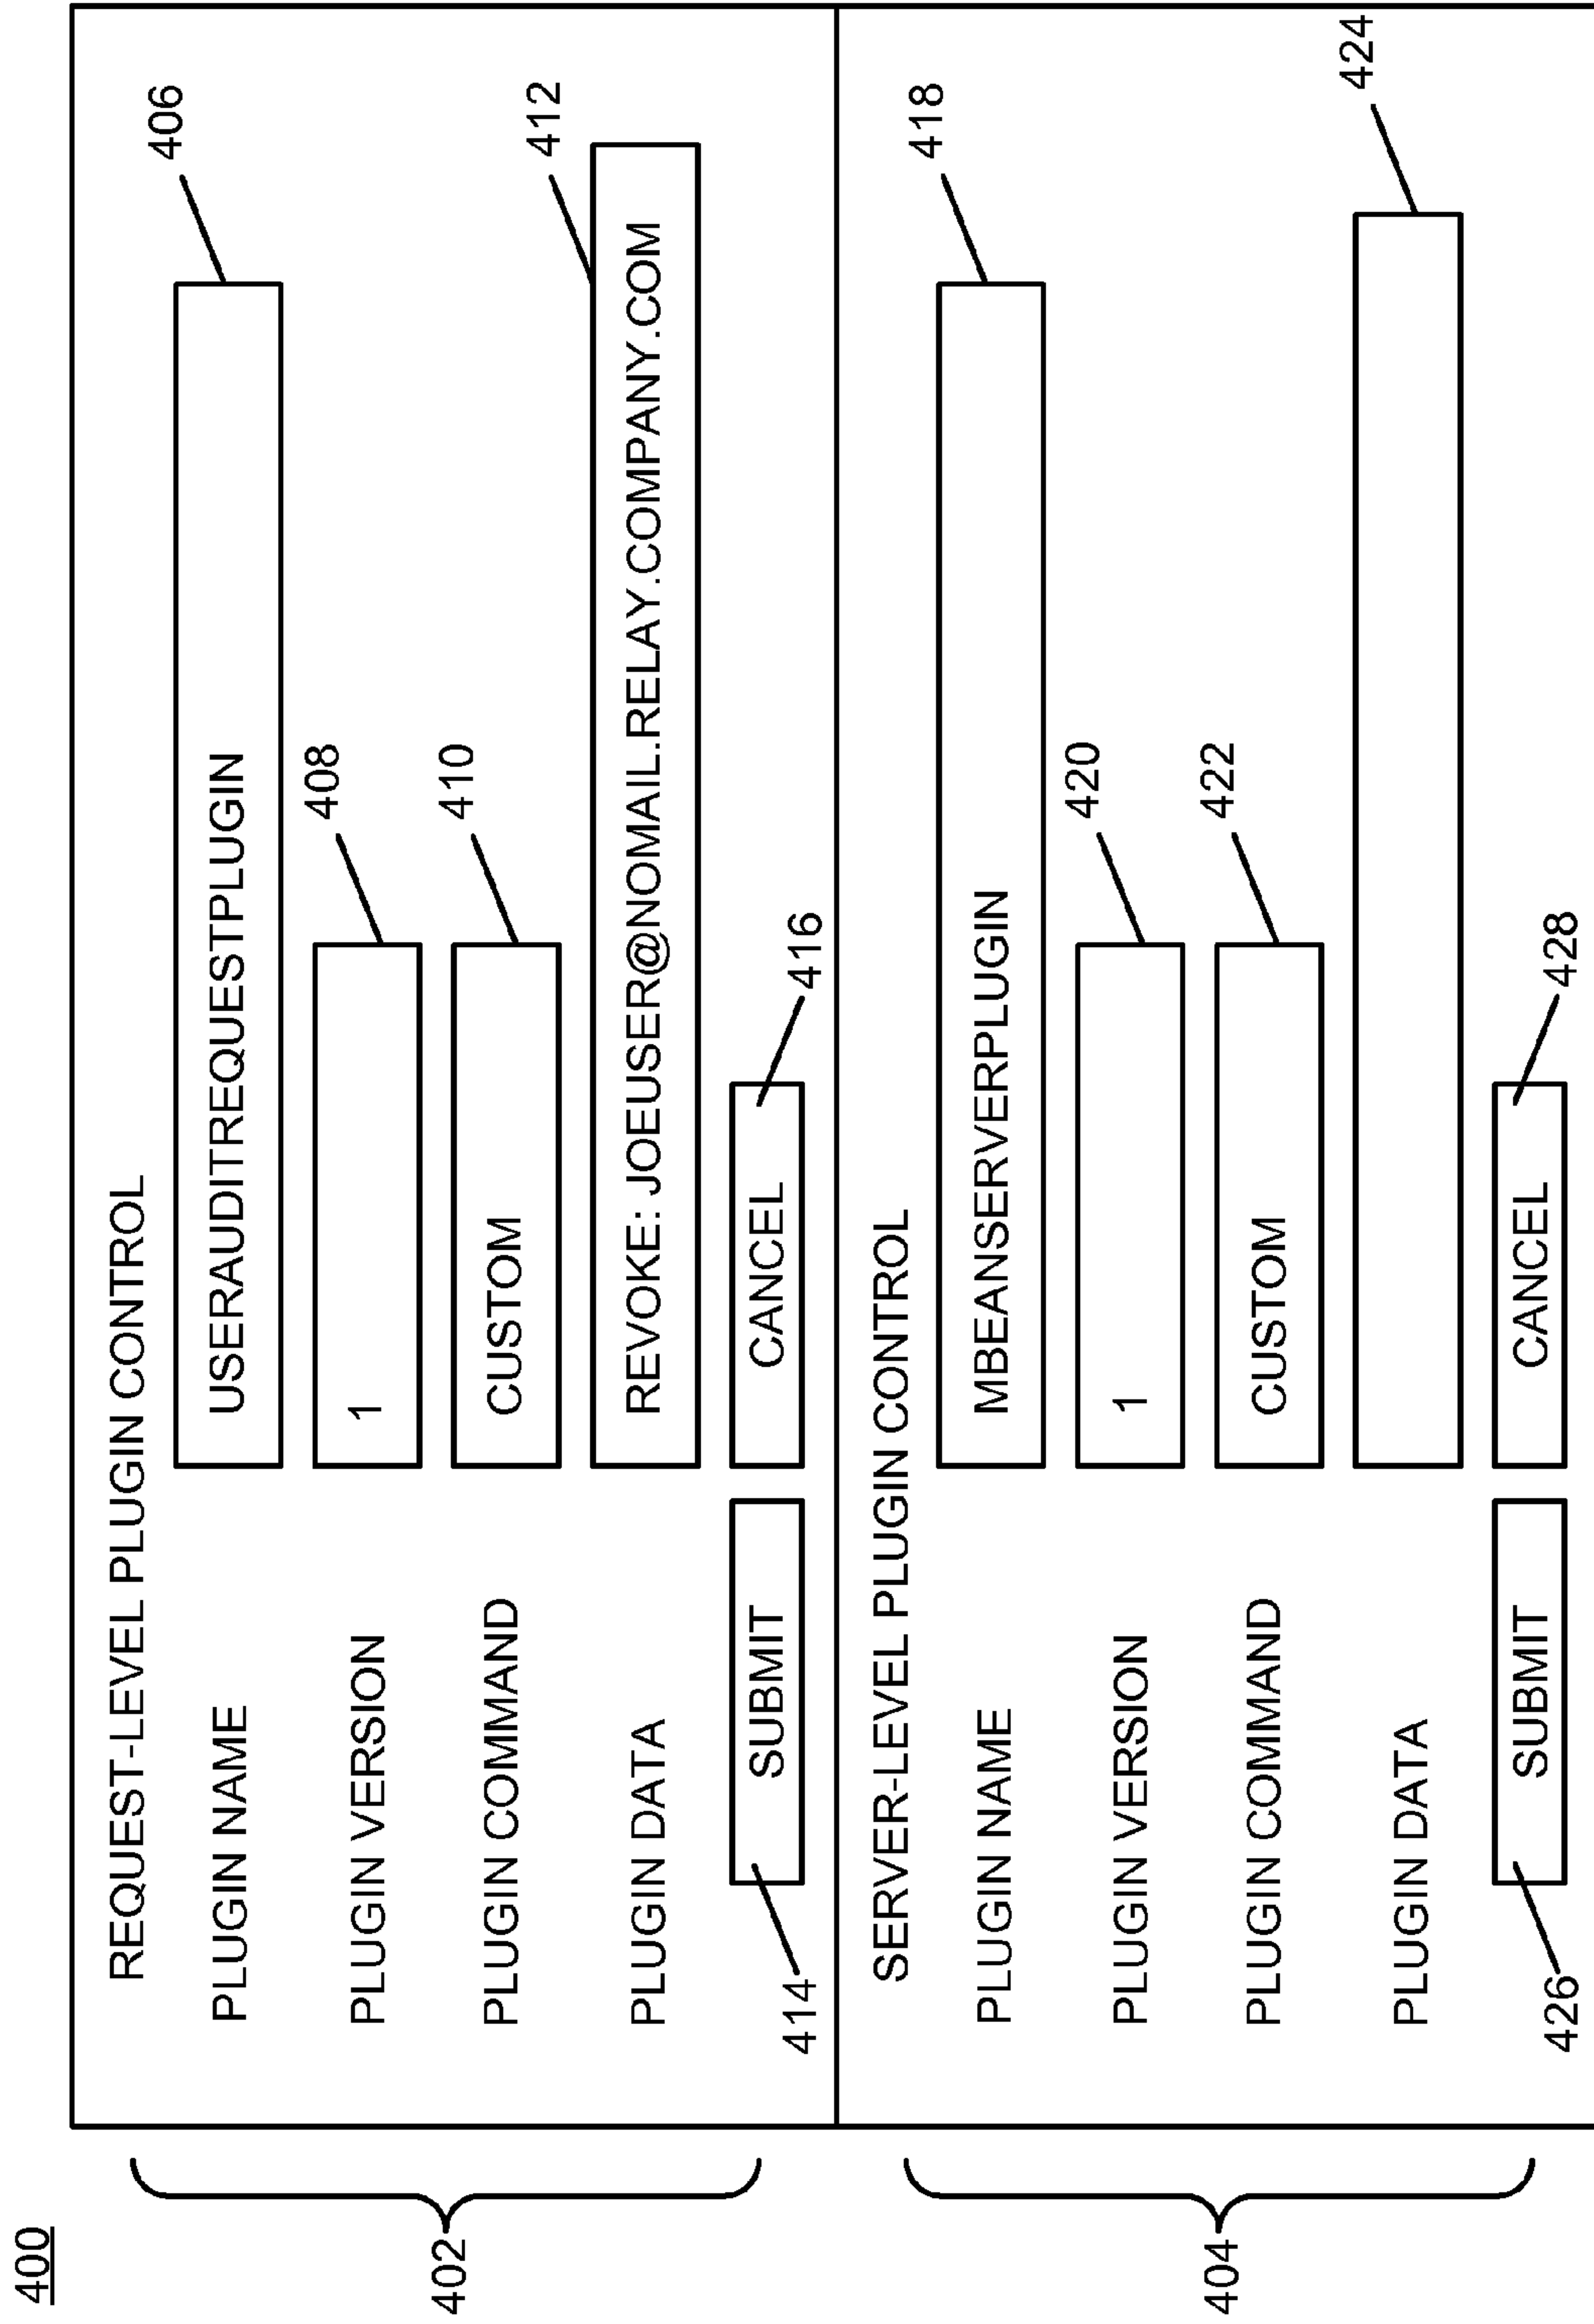 400
402
REQUEST-LEVEL PLUGIN CONTROL
PLUGIN NAME
USERAUDITREQUESTPLUGIN
406
PLUGIN VERSION
1
408
PLUGIN COMMAND
CUSTOM
410
PLUGIN DATA
REVOKE: JOEUSER@NOMAIL.RELAY.COMPANY.COM
412
414
SUBMIT
CANCEL
416
404
SERVER-LEVEL PLUGIN CONTROL
PLUGIN NAME
MBEANSERVERPLUGIN
418
PLUGIN VERSION
1
420
PLUGIN COMMAND
CUSTOM
422
PLUGIN DATA
424
426
SUBMIT
CANCEL
428